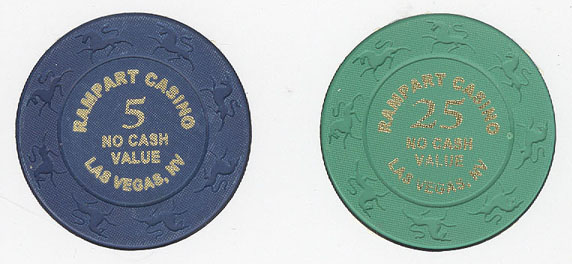 RAMPART CASINO
5
NO CASH
VALUE
LAS VEGAS, NV
RAMPART CASINO
25
NO CASH
VALUE
LAS VEGAS, NV